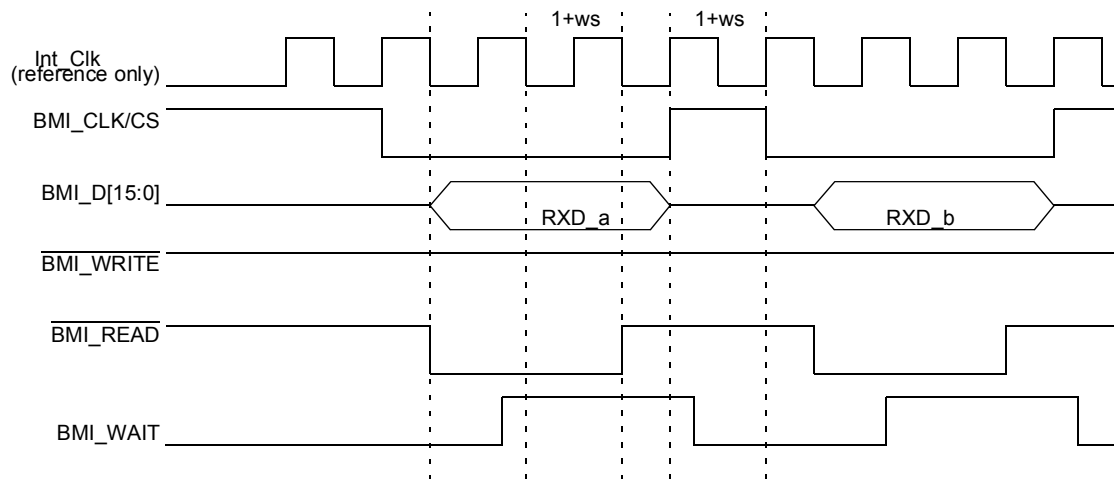 1+ws 1+ws
Int_Clk
(reference only)
BMI_CLK/CS
BMI_D[15:0]
RXD_a RXD_b
BMI_WRITE
BMI_READ
BMI_WAIT